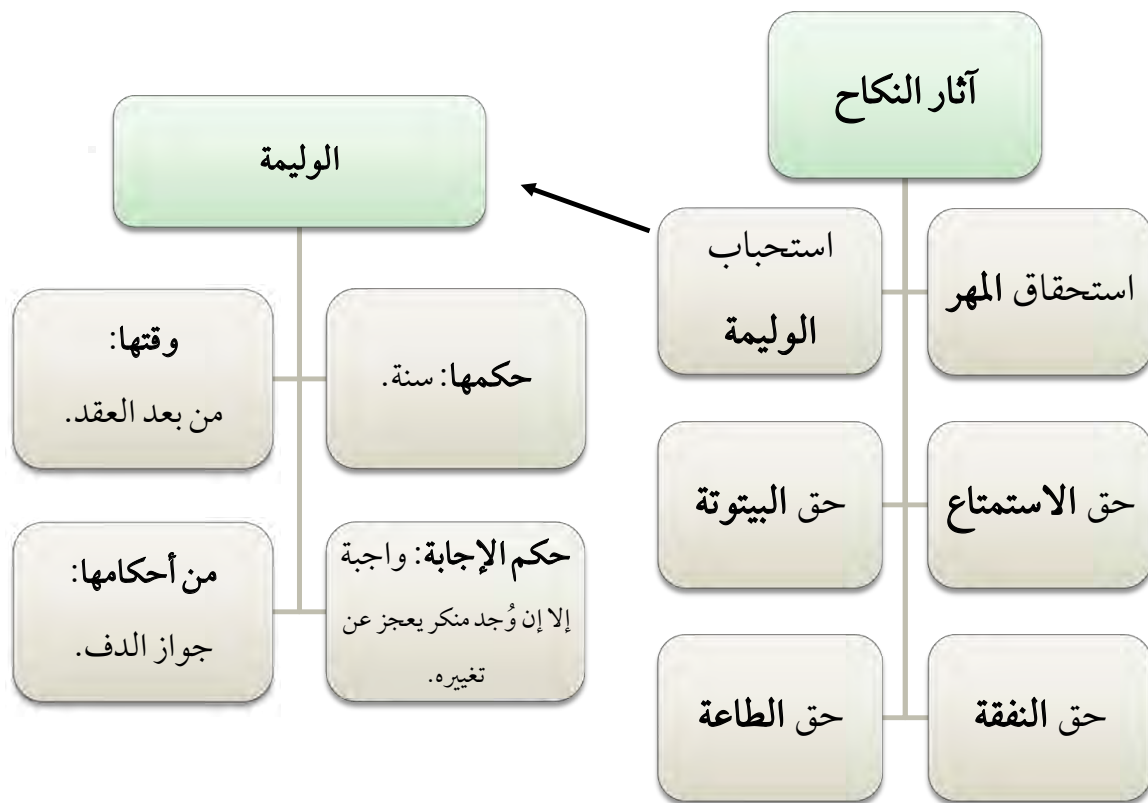 آثار النكاح
استحقاق المهر
استحباب
الوليمة
حق الاستمتاع
حق البيتوتة
حق النفقة
حق الطاعة
الوليمة
حكمها: سنة.
وقتها:
من بعد العقد.
حكم الإجابة: واجبة
إلا إن وُجد منكر يعجز عن
تغييره.
من أحكامها:
جواز الدف.